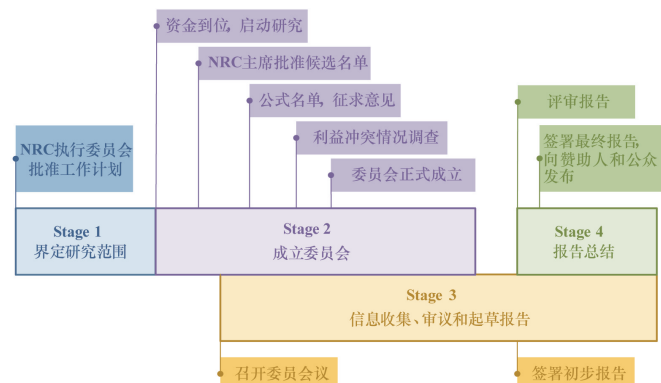 资金到位, 启动研究
NRC主席批准候选名单
公式名单, 征求意见
利益冲突情况调查
委员会正式成立
NRC执行委员会
批准工作计划
评审报告
签署最终报告,
向赞助人和公众
发布
Stage 1
界定研究范围
Stage 2
成立委员会
Stage 4
报告总结
Stage 3
信息收集、审议和起草报告
召开委员会议
签署初步报告